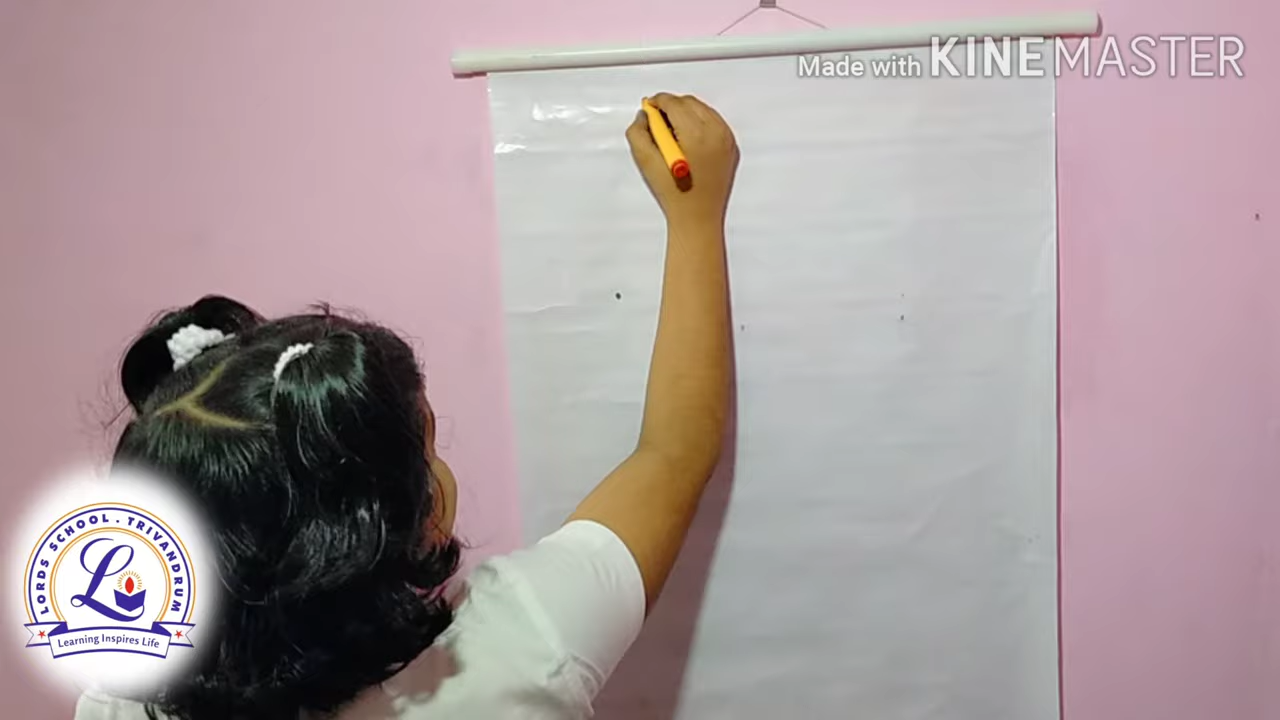 Made with KINEMASTER
LORDS SCHOOL . TRIVANDRUM
L
Learning Inspires Life